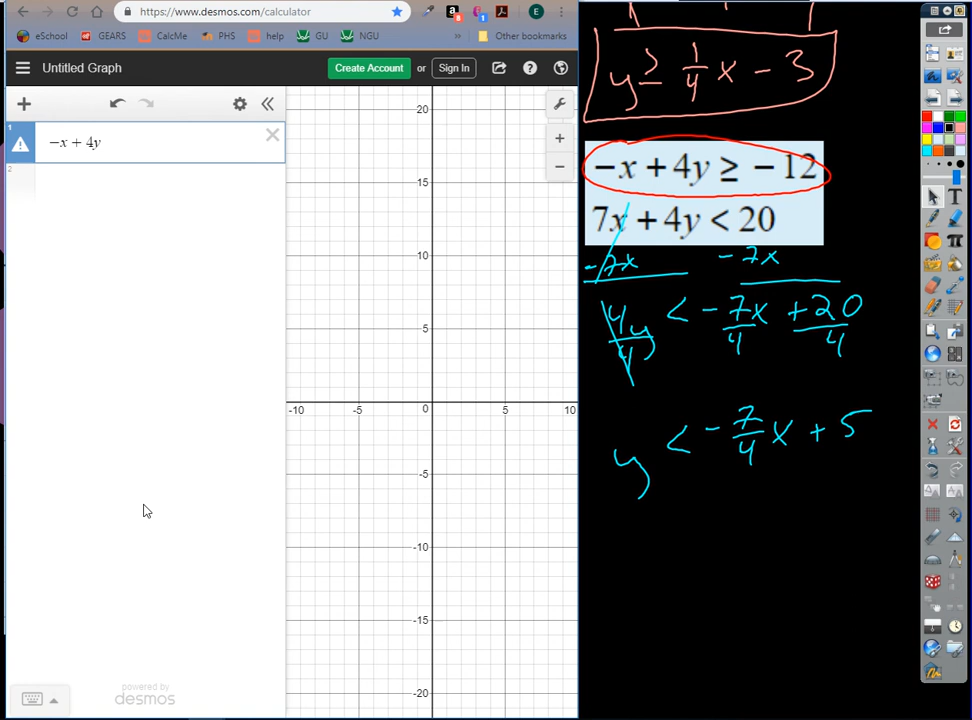 https://www.desmos.com/calculator
eSchool GEARS CalcMe PHS help GU NGU » Other bookmarks
Untitled Graph Create Account or Sign In
1
−x + 4y
2
20
15
10
5
-10 -5 0 5 10
-5
-10
-15
-20
powered by
desmos
y ≥ 1/4 x − 3
−x + 4y ≥ −12
7x + 4y < 20
−7x −7x
4y/4 < −7x/4 + 20/4
y < −7/4 x + 5